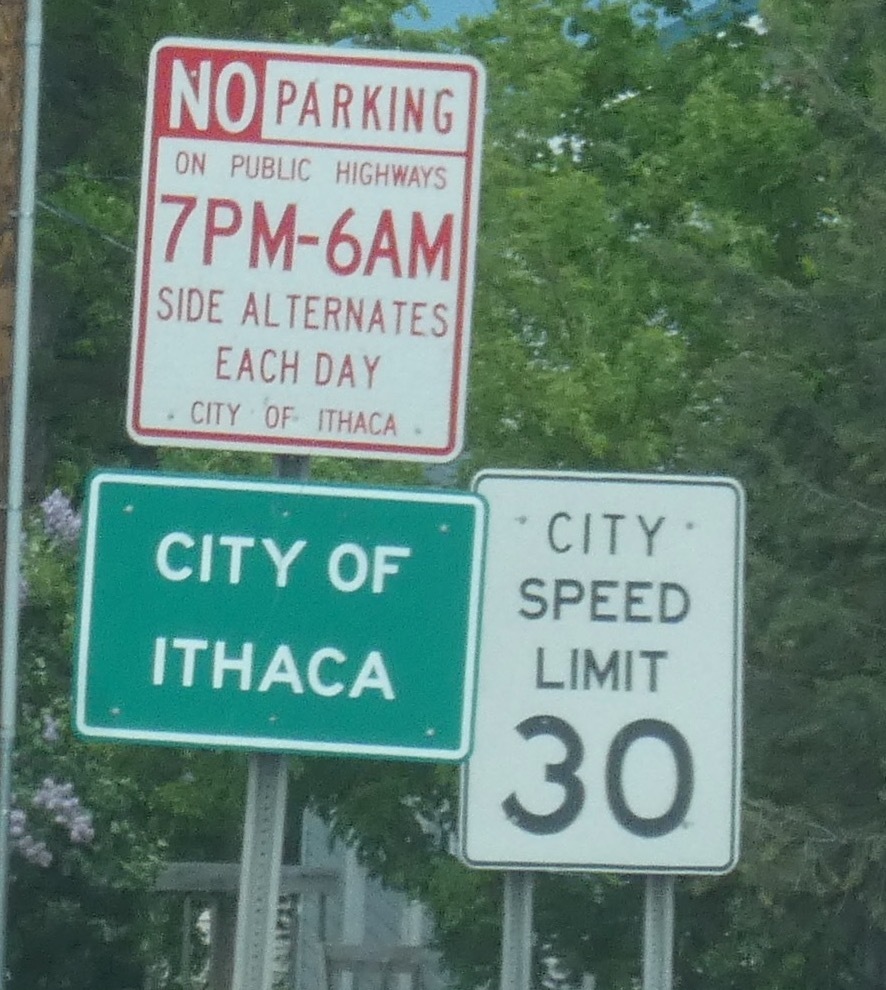 NO PARKING
ON PUBLIC HIGHWAYS
7PM-6AM
SIDE ALTERNATES
EACH DAY
CITY OF ITHACA
CITY OF
ITHACA
CITY
SPEED
LIMIT
30